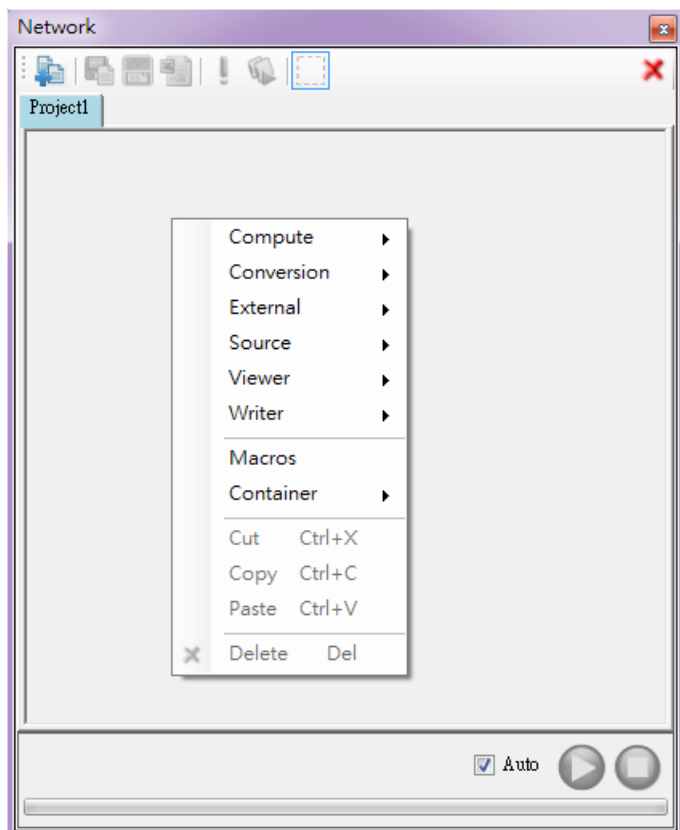 Network
Project1
Compute
Conversion
External
Source
Viewer
Writer
Macros
Container
Cut Ctrl+X
Copy Ctrl+C
Paste Ctrl+V
Delete Del
Auto